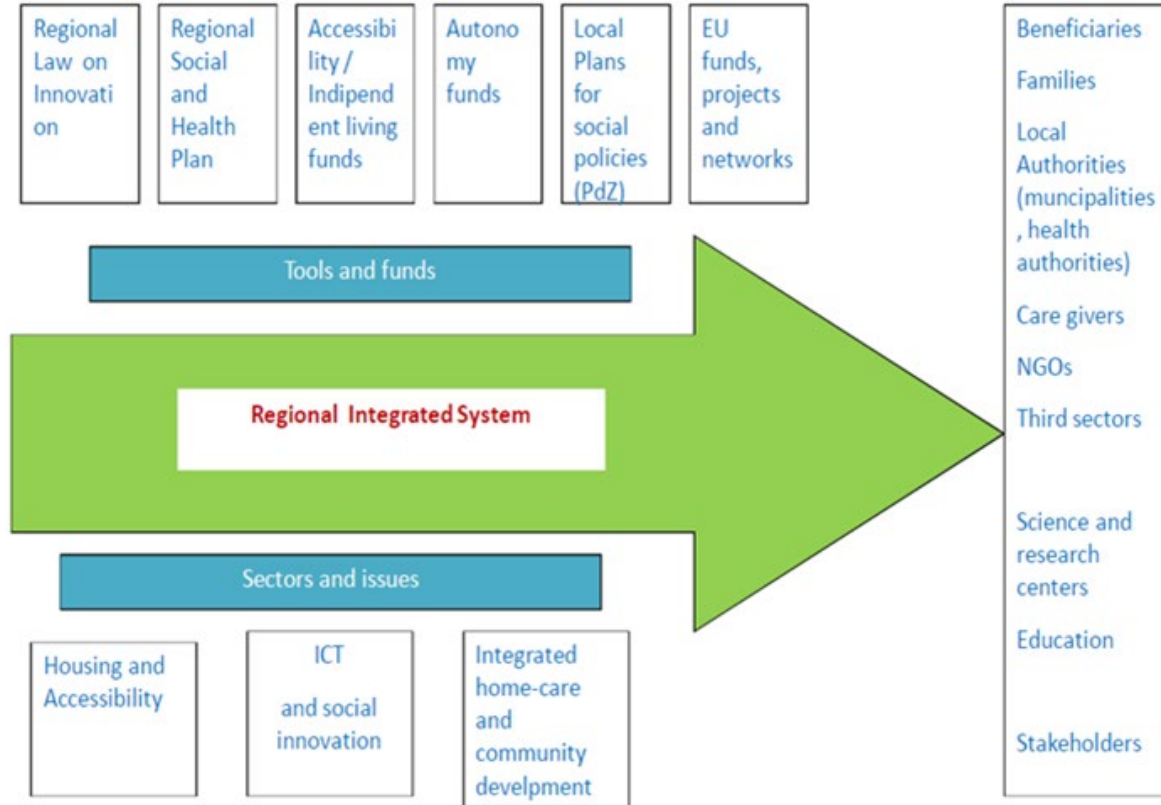 Regional
Law on
Innovati
on
Regional
Social
and
Health
Plan
Accessibi
lity /
Indipend
ent living
funds
Autono
my
funds
Local
Plans
for
social
policies
(PdZ)
EU
funds,
projects
and
networks
Tools and funds
Regional Integrated System
Sectors and issues
Housing and
Accessibility
ICT
and social
innovation
Integrated
home-care
and
community
develpment
Beneficiaries
Families
Local
Authorities
(muncipalities
, health
authorities)
Care givers
NGOs
Third sectors
Science and
research
centers
Education
Stakeholders